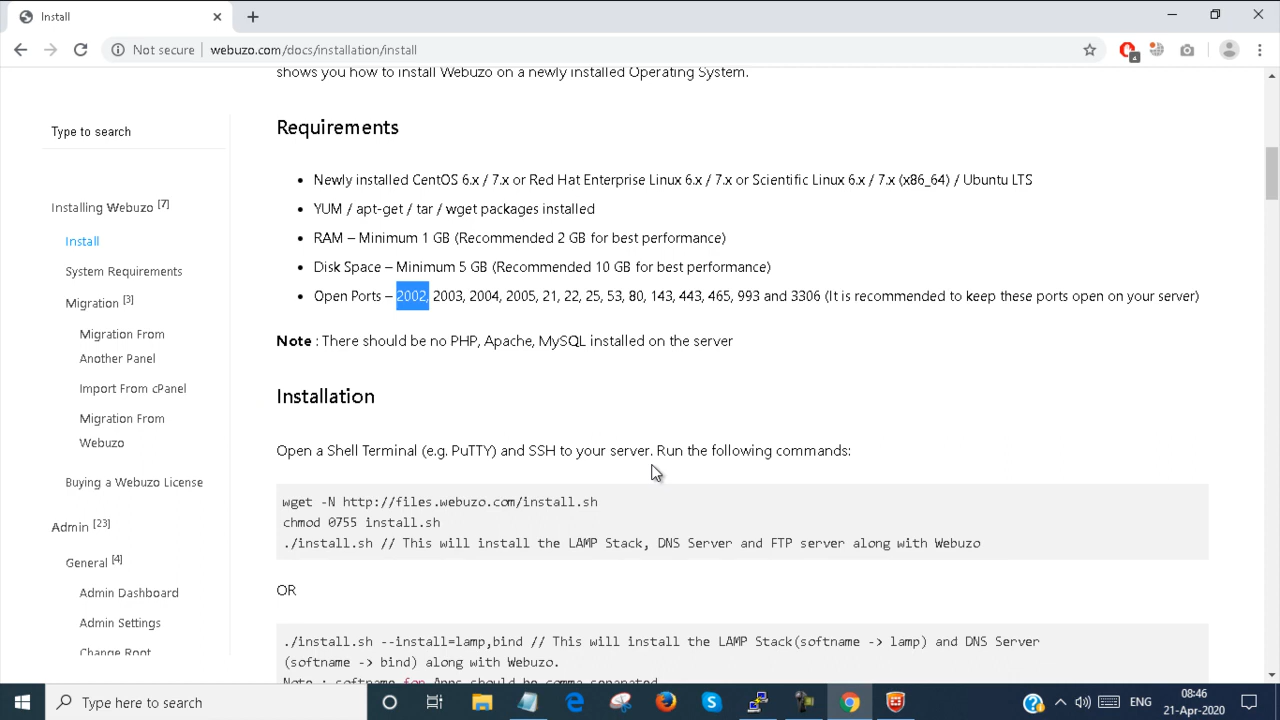 Install
Not secure
webuzo.com/docs/installation/install
4
shows you how to install Webuzo on a newly installed Operating System.
Type to search
Installing Webuzo [7]
Install
System Requirements
Migration [3]
Migration From
Another Panel
Import From cPanel
Migration From
Webuzo
Buying a Webuzo License
Admin [23]
General [4]
Admin Dashboard
Admin Settings
Change Root
Requirements
• Newly installed CentOS 6.x / 7.x or Red Hat Enterprise Linux 6.x / 7.x or Scientific Linux 6.x / 7.x (x86_64) / Ubuntu LTS
• YUM / apt-get / tar / wget packages installed
• RAM – Minimum 1 GB (Recommended 2 GB for best performance)
• Disk Space – Minimum 5 GB (Recommended 10 GB for best performance)
• Open Ports – 2002, 2003, 2004, 2005, 21, 22, 25, 53, 80, 143, 443, 465, 993 and 3306 (It is recommended to keep these ports open on your server)
Note : There should be no PHP, Apache, MySQL installed on the server
Installation
Open a Shell Terminal (e.g. PuTTY) and SSH to your server. Run the following commands:
wget -N http://files.webuzo.com/install.sh
chmod 0755 install.sh
./install.sh // This will install the LAMP Stack, DNS Server and FTP server along with Webuzo
OR
./install.sh --install=lamp,bind // This will install the LAMP Stack(softname -> lamp) and DNS Server
(softname -> bind) along with Webuzo.
Note : softname for Apps should be comma separated
Type here to search
ENG
08:46
21-Apr-2020